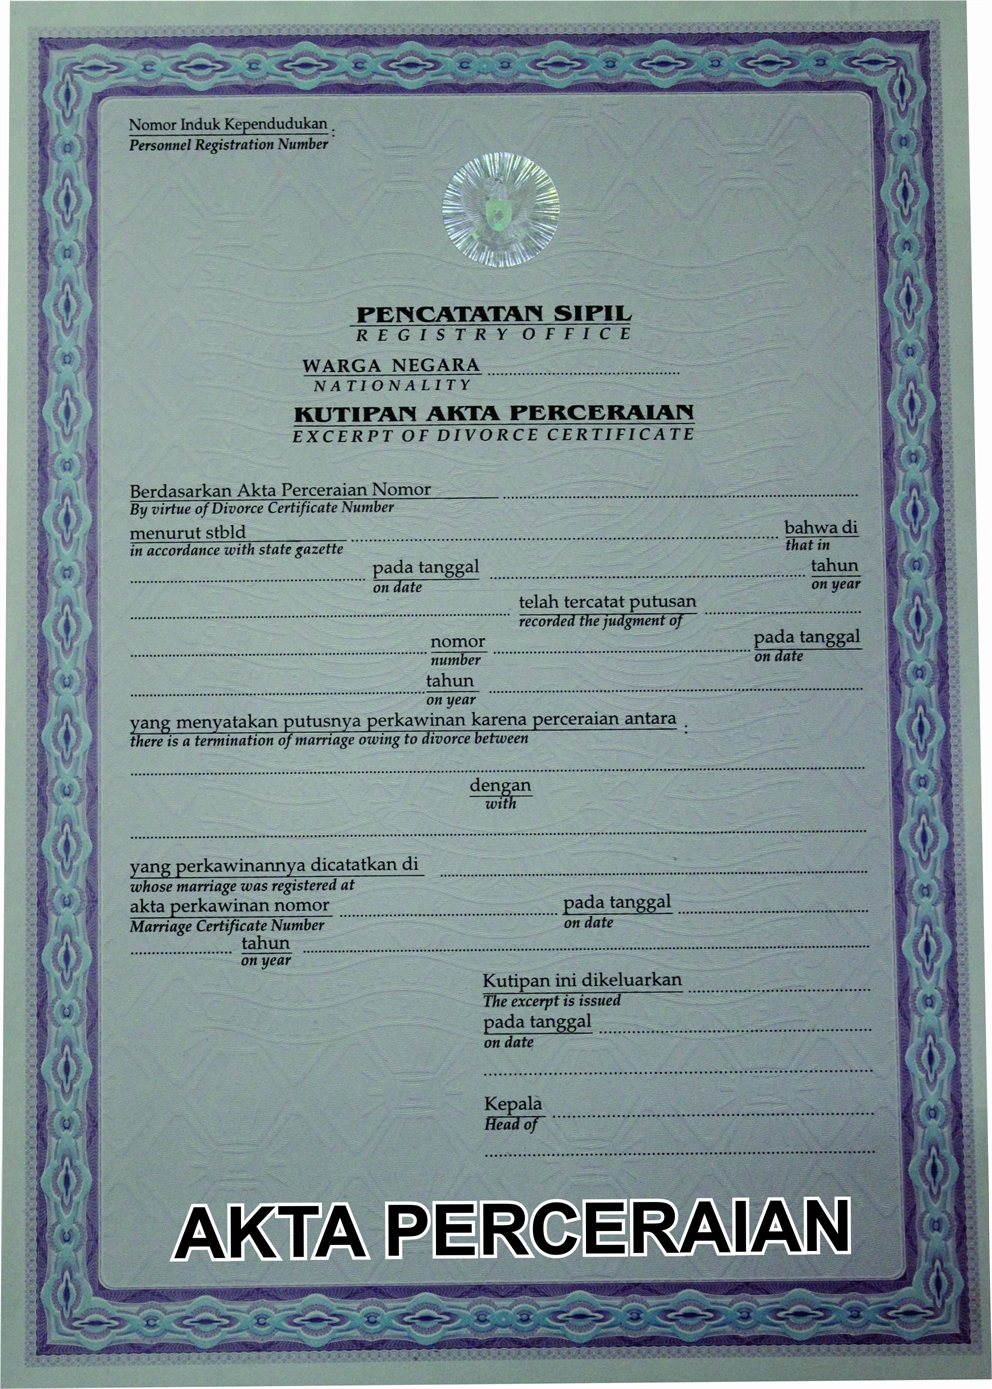 Nomor Induk Kependudukan :
Personnel Registration Number
PENCATATAN SIPIL
REGISTRY OFFICE
WARGA NEGARA
NATIONALITY
KUTIPAN AKTA PERCERAIAN
EXCERPT OF DIVORCE CERTIFICATE
Berdasarkan Akta Perceraian Nomor
By virtue of Divorce Certificate Number
menurut stbld bahwa di
in accordance with state gazette that in
pada tanggal tahun
on date on year
telah tercatat putusan
recorded the judgment of
nomor pada tanggal
number on date
tahun
on year
yang menyatakan putusnya perkawinan karena perceraian antara :
there is a termination of marriage owing to divorce between
dengan
with
yang perkawinannya dicatatkan di
whose marriage was registered at
akta perkawinan nomor pada tanggal
Marriage Certificate Number on date
tahun
on year
Kutipan ini dikeluarkan
The excerpt is issued
pada tanggal
on date
Kepala
Head of
AKTA PERCERAIAN